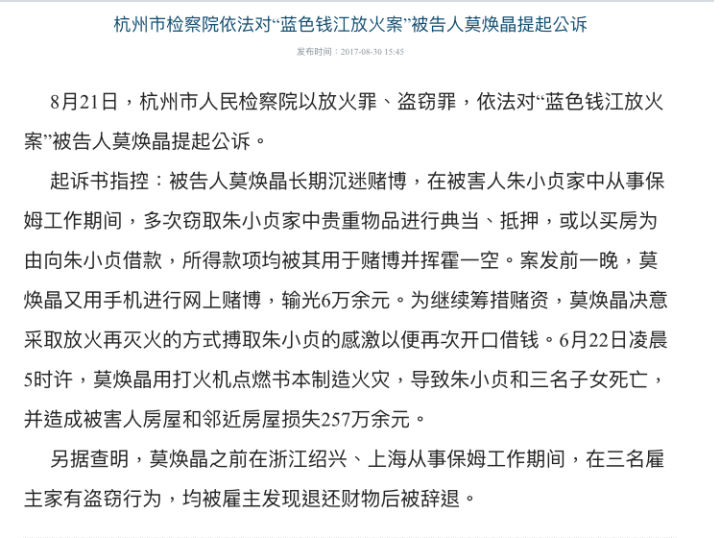 杭州市检察院依法对“蓝色钱江放火案”被告人莫焕晶提起公诉
发布时间：2017-08-30 15:45
8月21日，杭州市人民检察院以放火罪、盗窃罪，依法对“蓝色钱江放火
案”被告人莫焕晶提起公诉。
起诉书指控：被告人莫焕晶长期沉迷赌博，在被害人朱小贞家中从事保
姆工作期间，多次窃取朱小贞家中贵重物品进行典当、抵押，或以买房为
由向朱小贞借款，所得款项均被其用于赌博并挥霍一空。案发前一晚，莫
焕晶又用手机进行网上赌博，输光6万余元。为继续筹措赌资，莫焕晶决意
采取放火再灭火的方式搏取朱小贞的感激以便再次开口借钱。6月22日凌晨
5时许，莫焕晶用打火机点燃书本制造火灾，导致朱小贞和三名子女死亡，
并造成被害人房屋和邻近房屋损失257万余元。
另据查明，莫焕晶之前在浙江绍兴、上海从事保姆工作期间，在三名雇
主家有盗窃行为，均被雇主发现退还财物后被辞退。